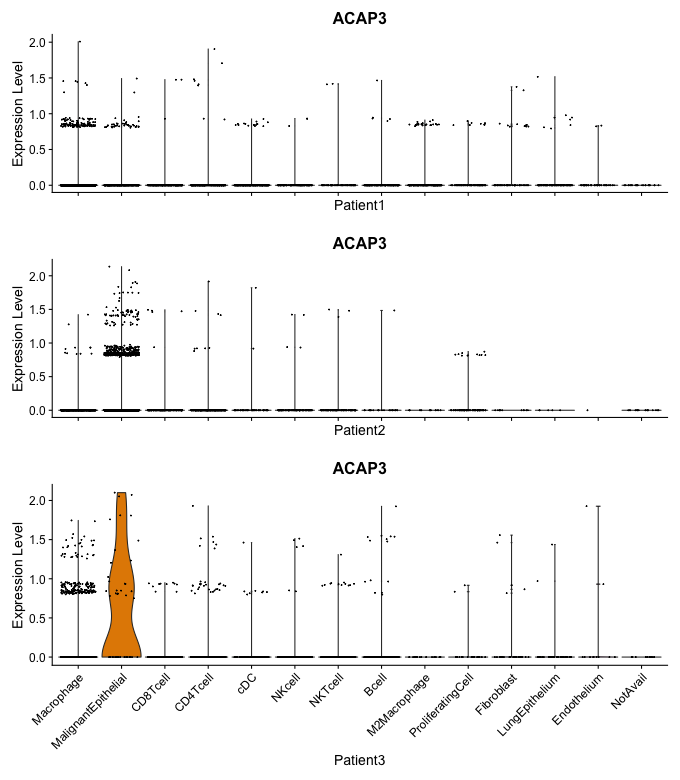 ACAP3
Expression Level
2.0
1.5
1.0
0.5
0.0
Patient1
ACAP3
Expression Level
2.0
1.5
1.0
0.5
0.0
Patient2
ACAP3
Expression Level
2.0
1.5
1.0
0.5
0.0
Macrophage
MalignantEpithelial
CD8Tcell
CD4Tcell
cDC
NKcell
NKTcell
Bcell
M2Macrophage
ProliferatingCell
Fibroblast
LungEpithelium
Endothelium
NotAvail
Patient3